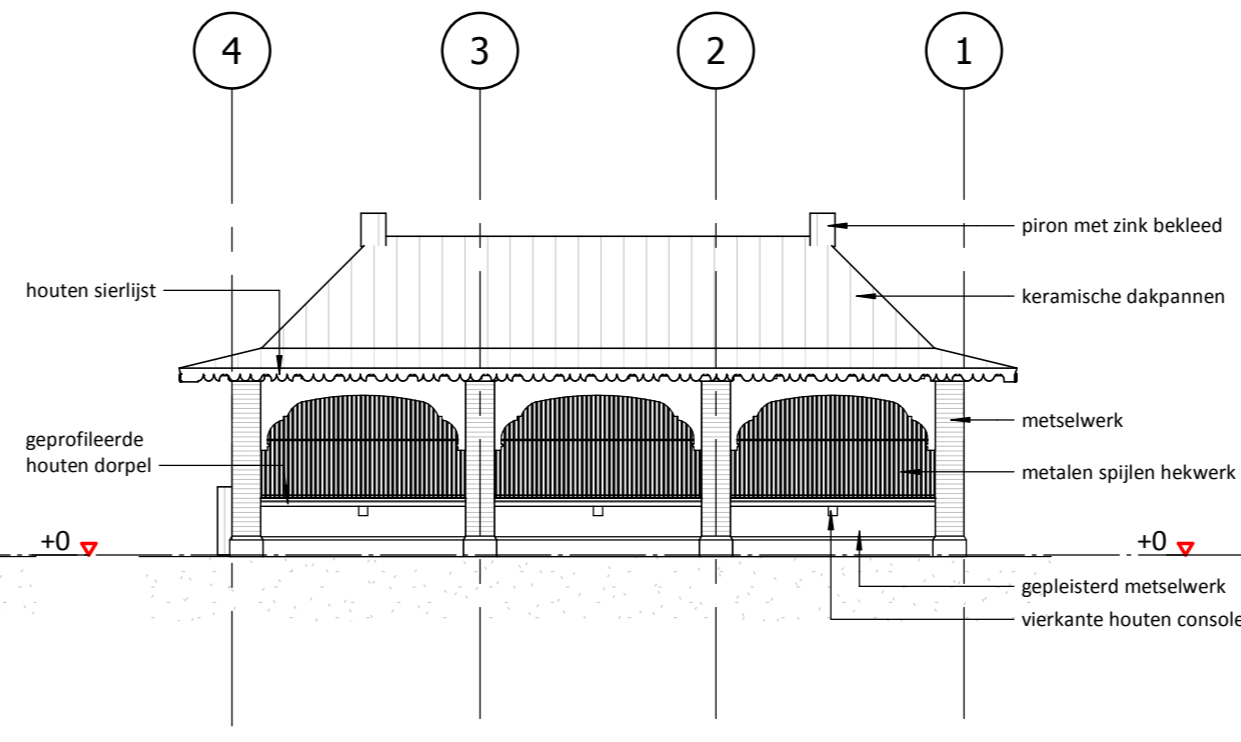 4 3 2 1
piron met zink bekleed
houten sierlijst
keramische dakpannen
metselwerk
geprofileerde
houten dorpel
metalen spijlen hekwerk
+0 +0
gepleisterd metselwerk
vierkante houten console